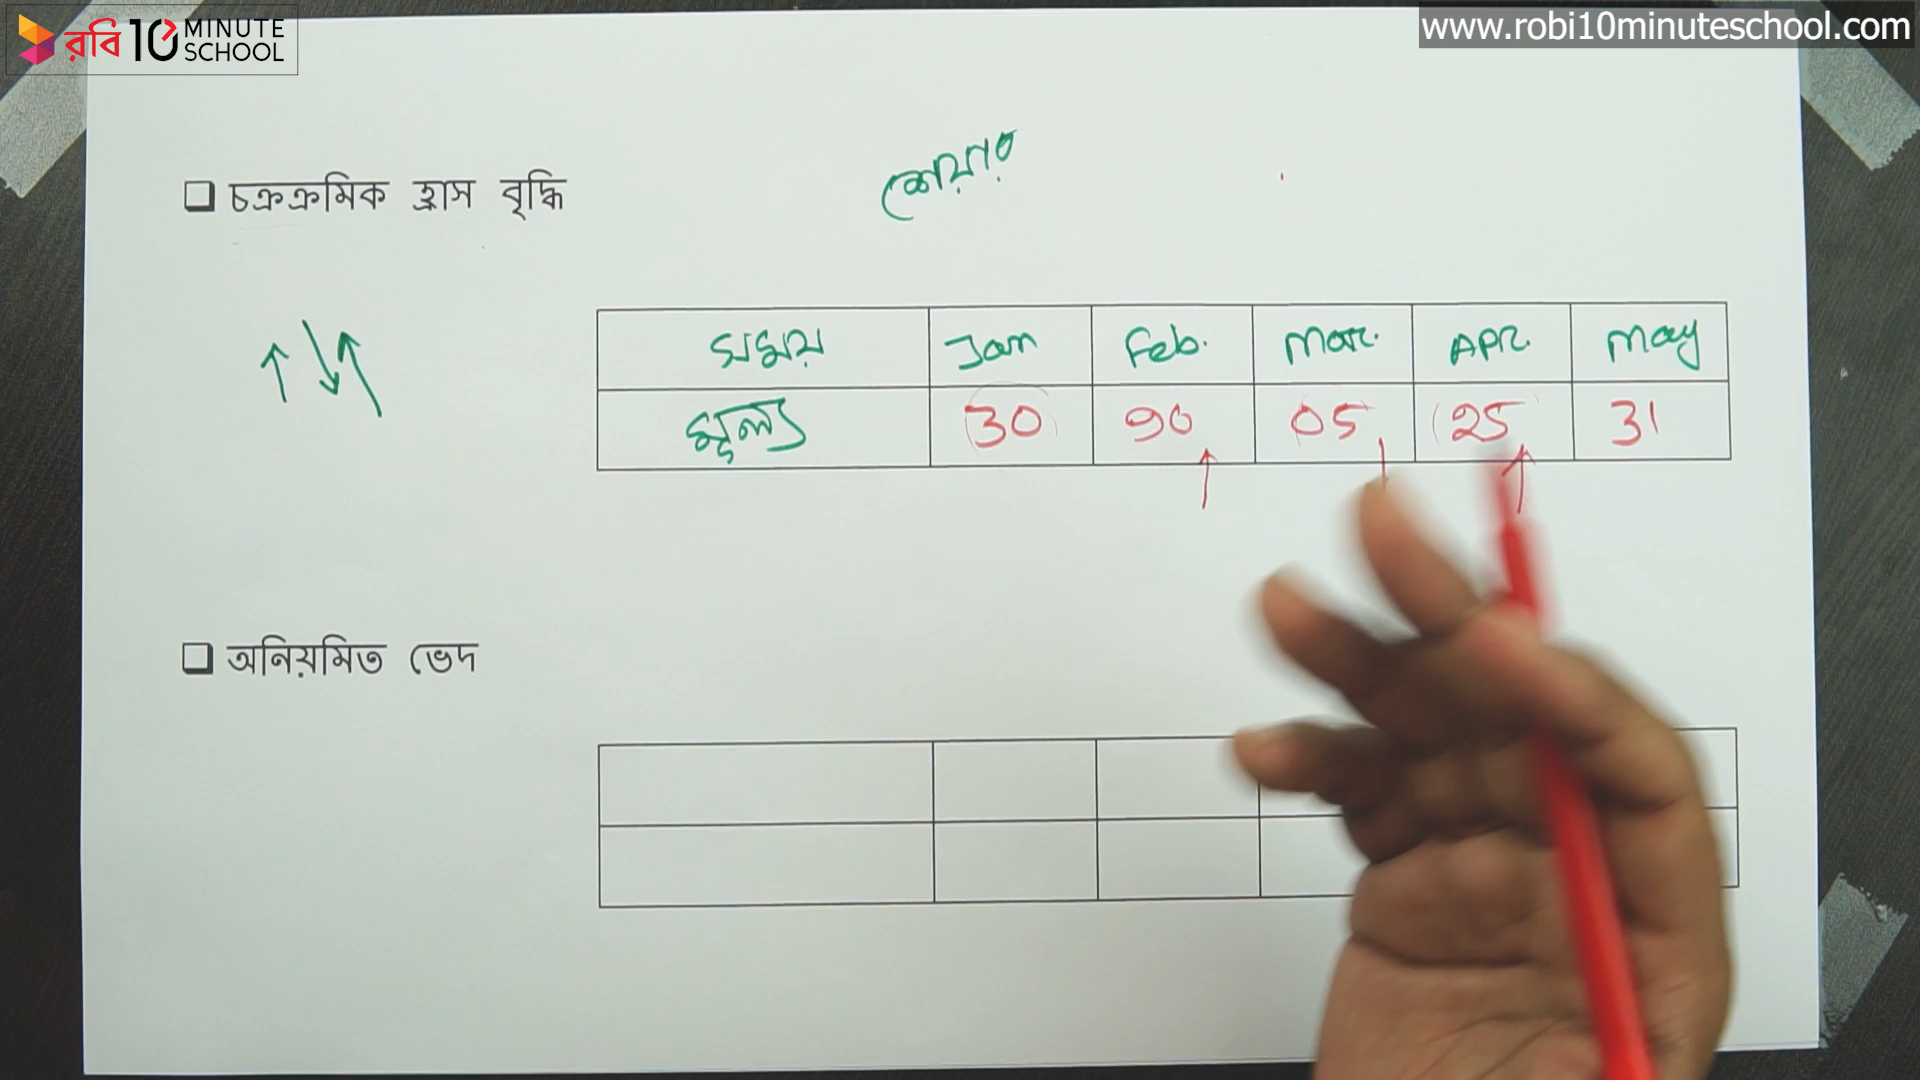 রবি 10 MINUTE SCHOOL
www.robi10minuteschool.com
শেয়ার
❑ চক্রক্রমিক হ্রাস বৃদ্ধি
সময় Jan Feb. Mar. APR. May
মূল্য 30 90 05 25 31
❑ অনিয়মিত ভেদ